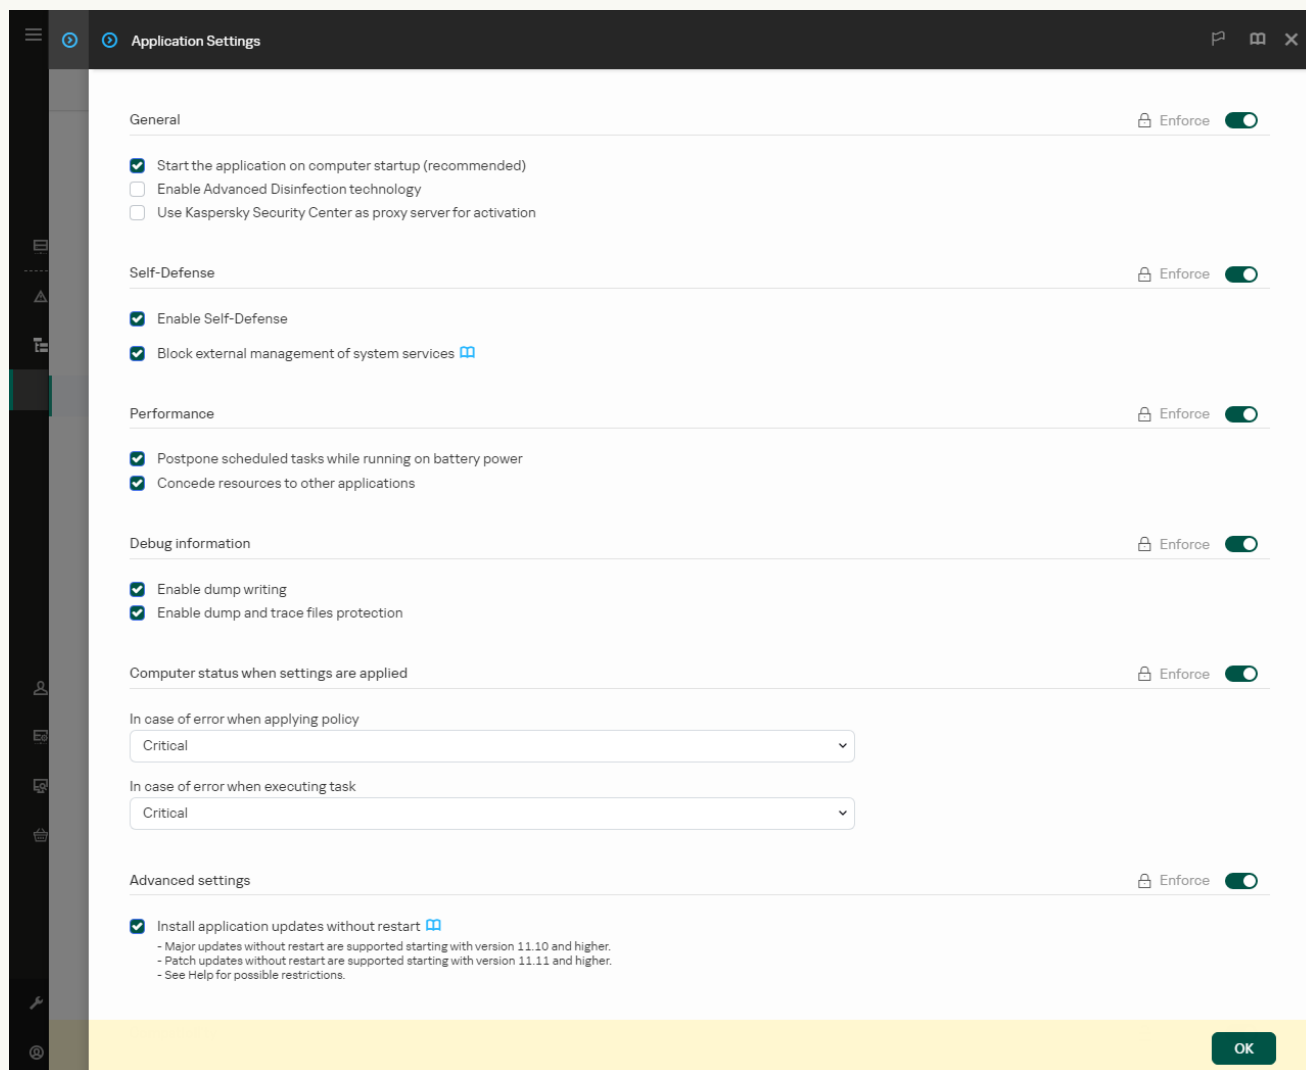 Application Settings
General
Enforce
Start the application on computer startup (recommended)
Enable Advanced Disinfection technology
Use Kaspersky Security Center as proxy server for activation
Self-Defense
Enforce
Enable Self-Defense
Block external management of system services
Performance
Enforce
Postpone scheduled tasks while running on battery power
Concede resources to other applications
Debug information
Enforce
Enable dump writing
Enable dump and trace files protection
Computer status when settings are applied
Enforce
In case of error when applying policy
Critical
In case of error when executing task
Critical
Advanced settings
Enforce
Install application updates without restart
- Major updates without restart are supported starting with version 11.10 and higher.
- Patch updates without restart are supported starting with version 11.11 and higher.
- See Help for possible restrictions.
OK